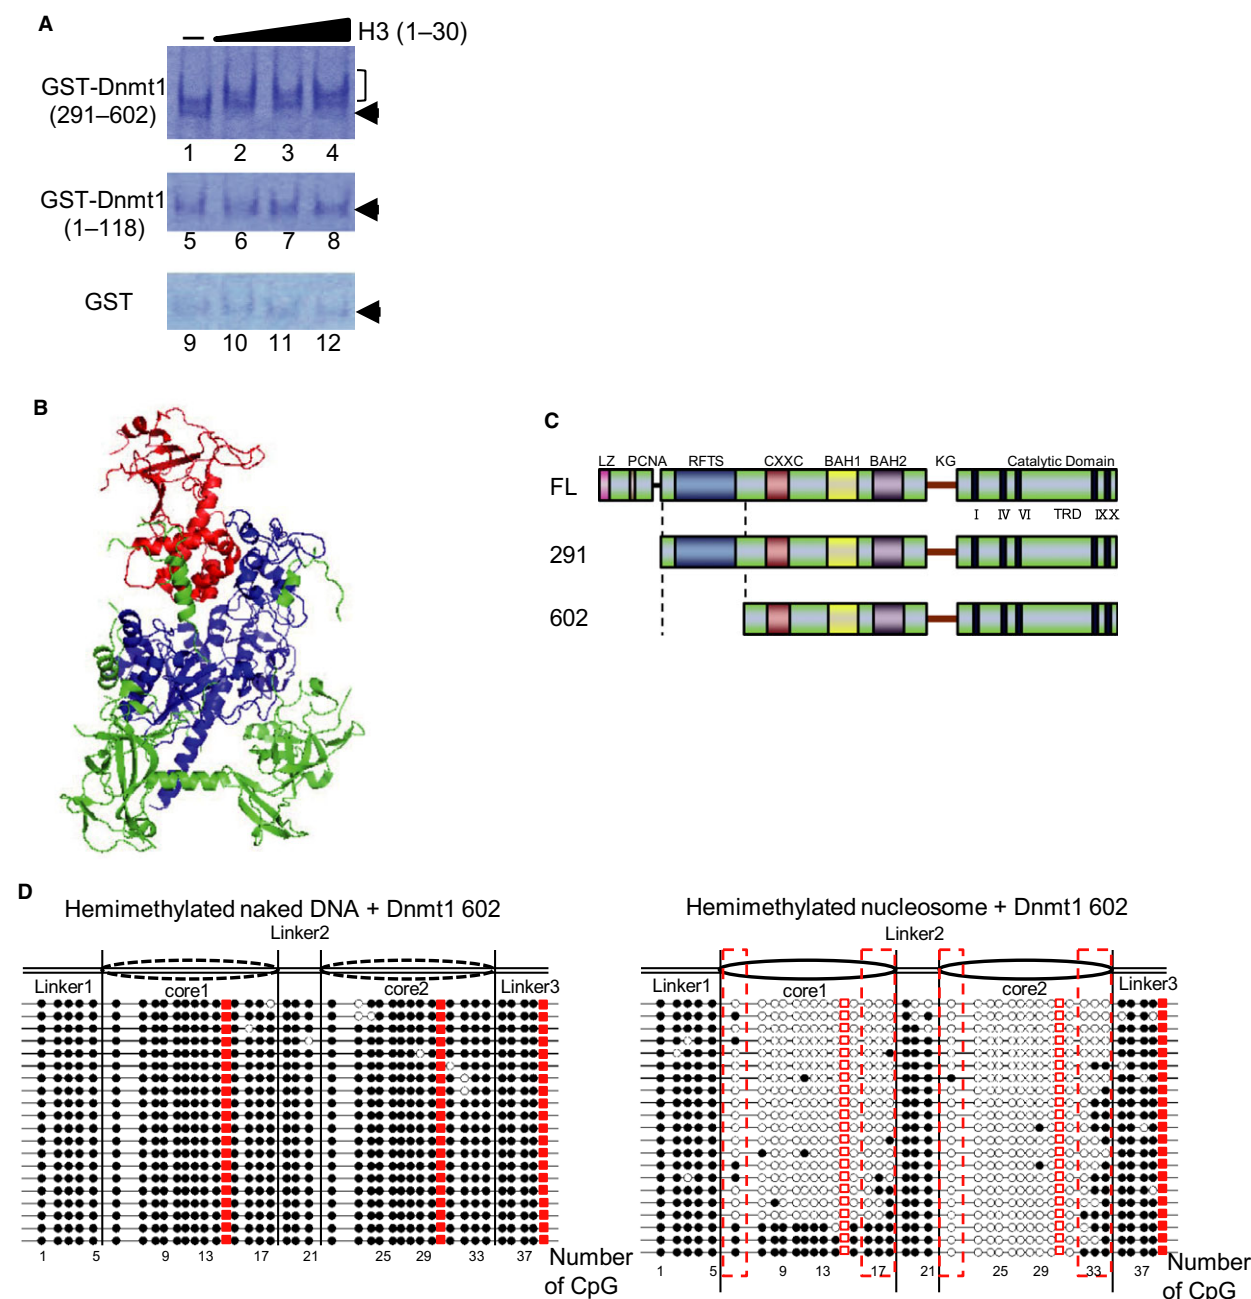 A
H3 (1–30)
GST-Dnmt1
(291–602)
1 2 3 4
GST-Dnmt1
(1–118)
5 6 7 8
GST
9 10 11 12
B
C
LZ PCNA RFTS CXXC BAH1 BAH2 KG Catalytic Domain
FL
I IV VI TRD IX X
291
602
D
Hemimethylated naked DNA + Dnmt1 602
Linker2
Linker1 core1 core2 Linker3
1 5 9 13 17 21 25 29 33 37 Number
of CpG
Hemimethylated nucleosome + Dnmt1 602
Linker2
Linker1 core1 core2 Linker3
1 5 9 13 17 21 25 29 33 37 Number
of CpG